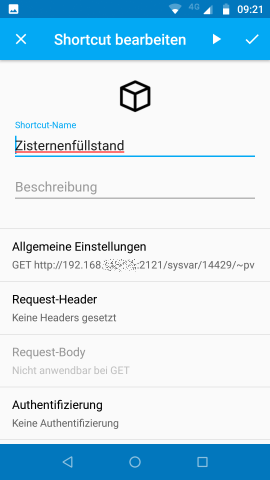 4G 09:21
Shortcut bearbeiten
Shortcut-Name
Zisternenfüllstand
Beschreibung
Allgemeine Einstellungen
GET http://192.168. :2121/sysvar/14429/~pv
Request-Header
Keine Headers gesetzt
Request-Body
Nicht anwendbar bei GET
Authentifizierung
Keine Authentifizierung